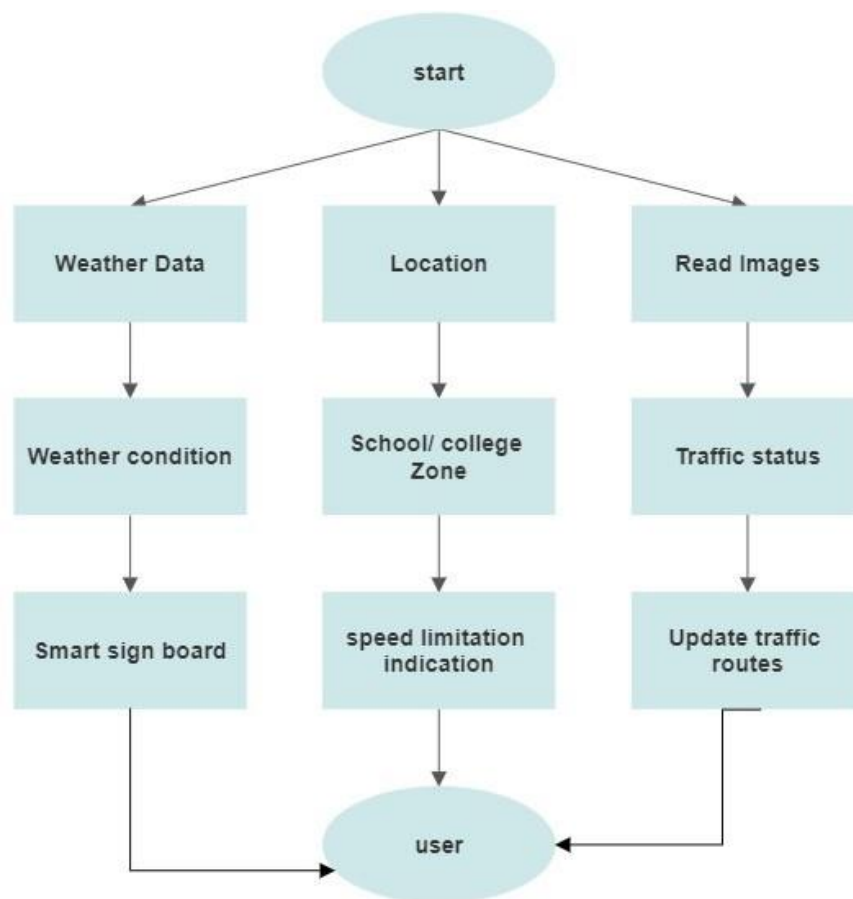 start
Weather Data
Location
Read Images
Weather condition
School/ college
Zone
Traffic status
Smart sign board
speed limitation
indication
Update traffic
routes
user